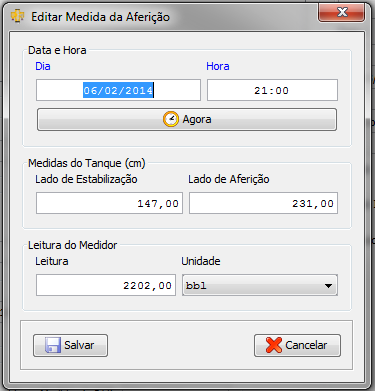 Editar Medida da Aferição
Data e Hora
Dia Hora
06/02/2014 21:00
Agora
Medidas do Tanque (cm)
Lado de Estabilização Lado de Aferição
147,00 231,00
Leitura do Medidor
Leitura Unidade
2202,00 bbl
Salvar Cancelar